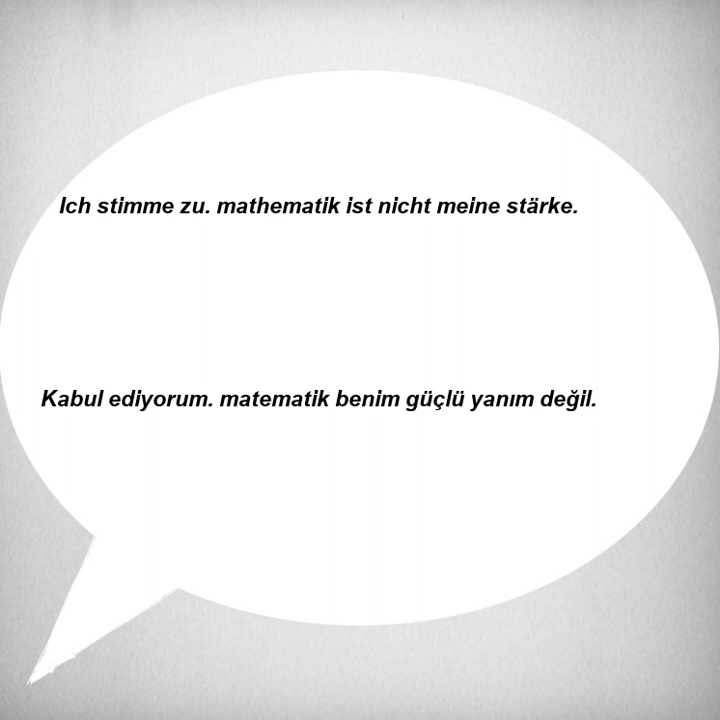 Ich stimme zu. mathematik ist nicht meine stärke.
Kabul ediyorum. matematik benim güçlü yanım değil.